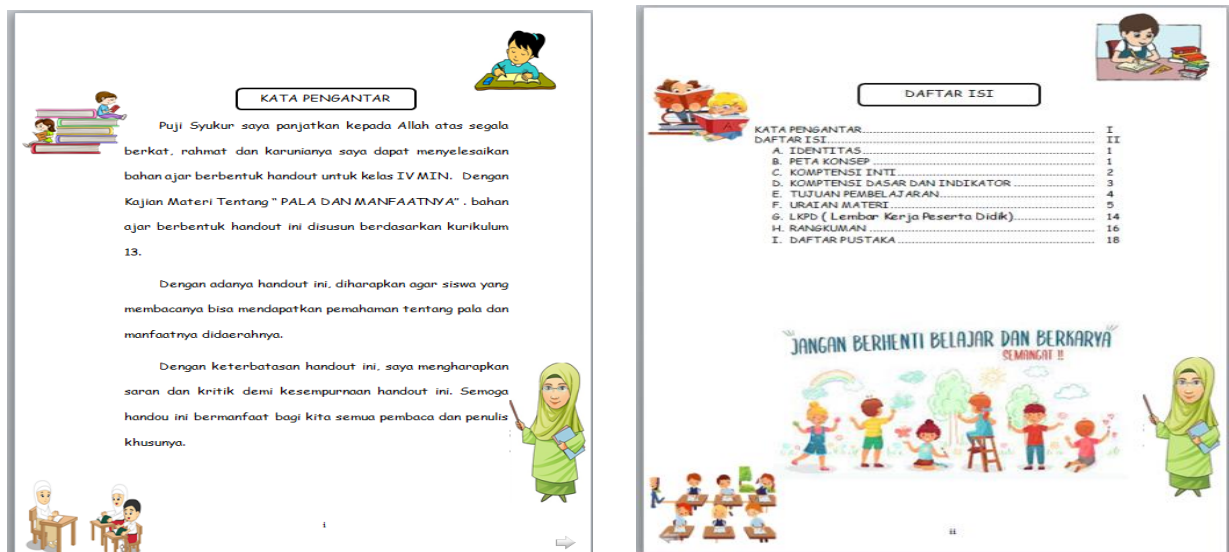 KATA PENGANTAR
Puji Syukur saya panjatkan kepada Allah atas segala
berkat, rahmat dan karunianya saya dapat menyelesaikan
bahan ajar berbentuk handout untuk kelas IV MIN. Dengan
Kajian Materi Tentang " PALA DAN MANFAATNYA" . bahan
ajar berbentuk handout ini disusun berdasarkan kurikulum
13.
Dengan adanya handout ini, diharapkan agar siswa yang
membacanya bisa mendapatkan pemahaman tentang pala dan
manfaatnya didaerahnya.
Dengan keterbatasan handout ini, saya mengharapkan
saran dan kritik demi kesempurnaan handout ini. Semoga
handou ini bermanfaat bagi kita semua pembaca dan penulis
khusunya.
i
DAFTAR ISI
KATA PENGANTAR........................ I
DAFTAR ISI........................ II
A. IDENTITAS........................ 1
B. PETA KONSEP ........................ 1
C. KOMPTENSI INTI........................ 2
D. KOMPTENSI DASAR DAN INDIKATOR ........................ 3
E. TUJUAN PEMBELAJARAN........................ 4
F. URAIAN MATERI........................ 5
G. LKPD ( Lembar Kerja Peserta Didik)........................ 14
H. RANGKUMAN ........................ 16
I. DAFTAR PUSTAKA ........................ 18
JANGAN BERHENTI BELAJAR DAN BERKARYA
SEMANGAT !!
ii